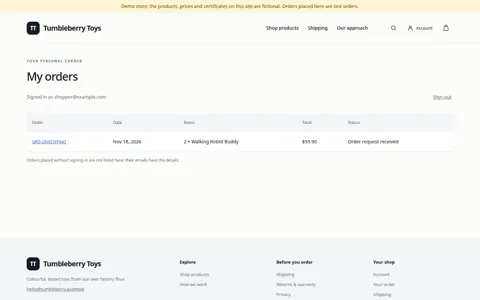 Demo store: the products, prices and certificates on this site are fictional. Orders placed here are test orders.
TT Tumbleberry Toys
Shop products Shipping Our approach Account
YOUR PERSONAL CORNER
My orders
Signed in as shopper@example.com
Sign out
Order Date Items Total Status
Nov 18, 2026 2 × Walking Robot Buddy $59.90 Order request received
Orders placed without signing in are not listed here; their emails have the details.
TT Tumbleberry Toys
Colourful, tested toys from our own factory floor.
hello@tumbleberry.example
Explore
Shop products
How we work
Before you order
Shipping
Returns & warranty
Privacy
Your shop
Account
Your order
Shipping